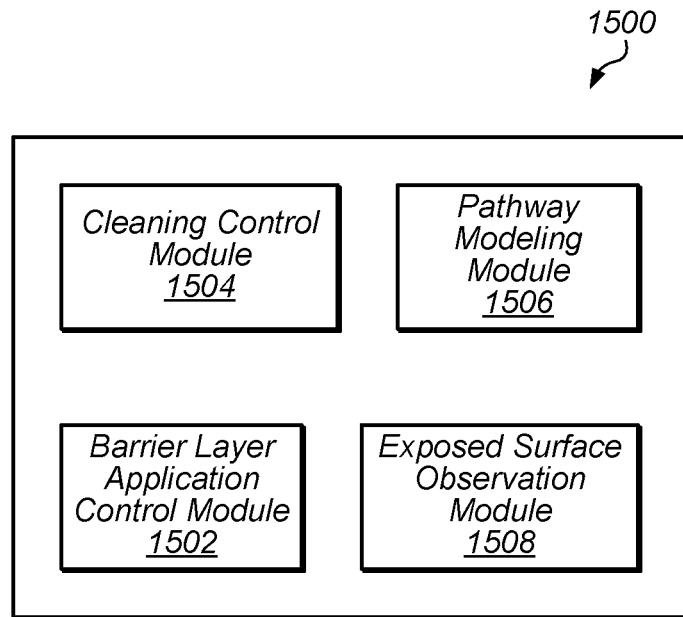 1500
Cleaning Control
Module
1504
Pathway
Modeling
Module
1506
Barrier Layer
Application
Control Module
1502
Exposed Surface
Observation
Module
1508